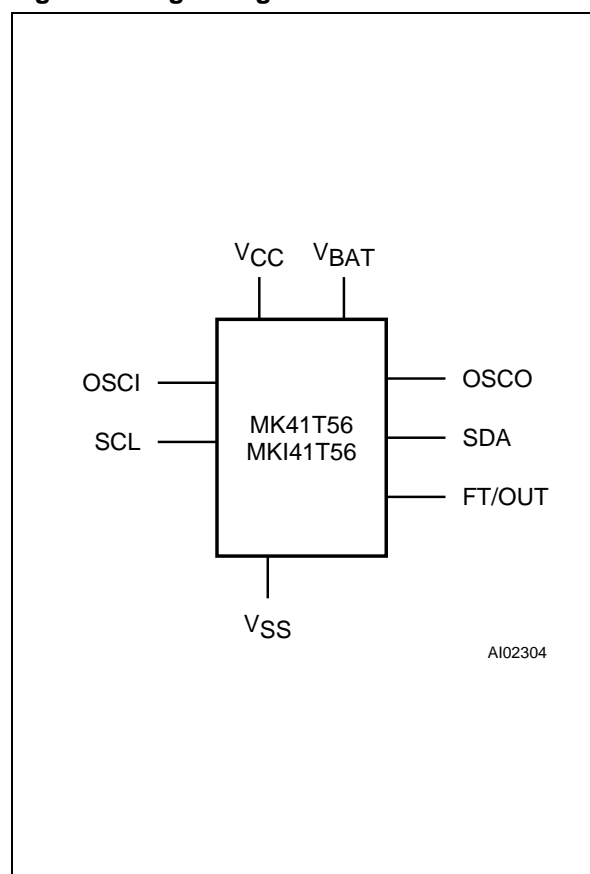 VCC VBAT
OSCI OSCO
MK41T56
SCL SDA
MKI41T56
FT/OUT
VSS
AI02304